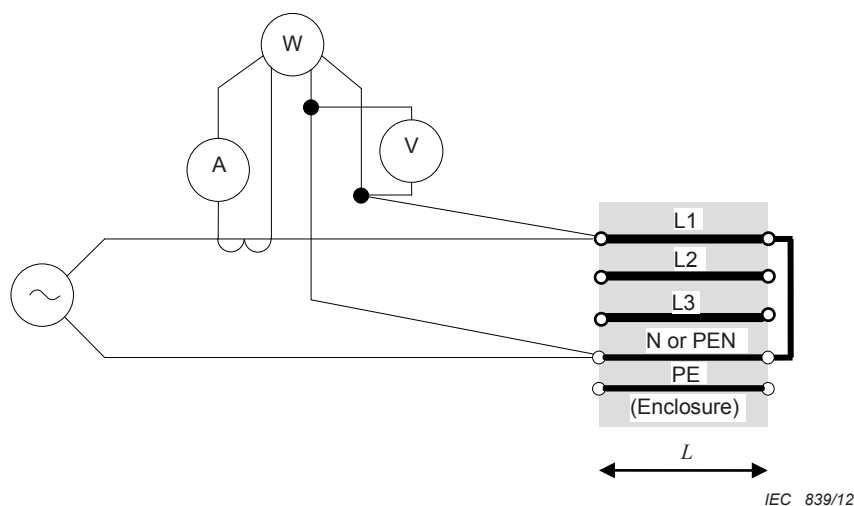 W
A
V
L1
L2
L3
N or PEN
PE
(Enclosure)
L
IEC 839/12